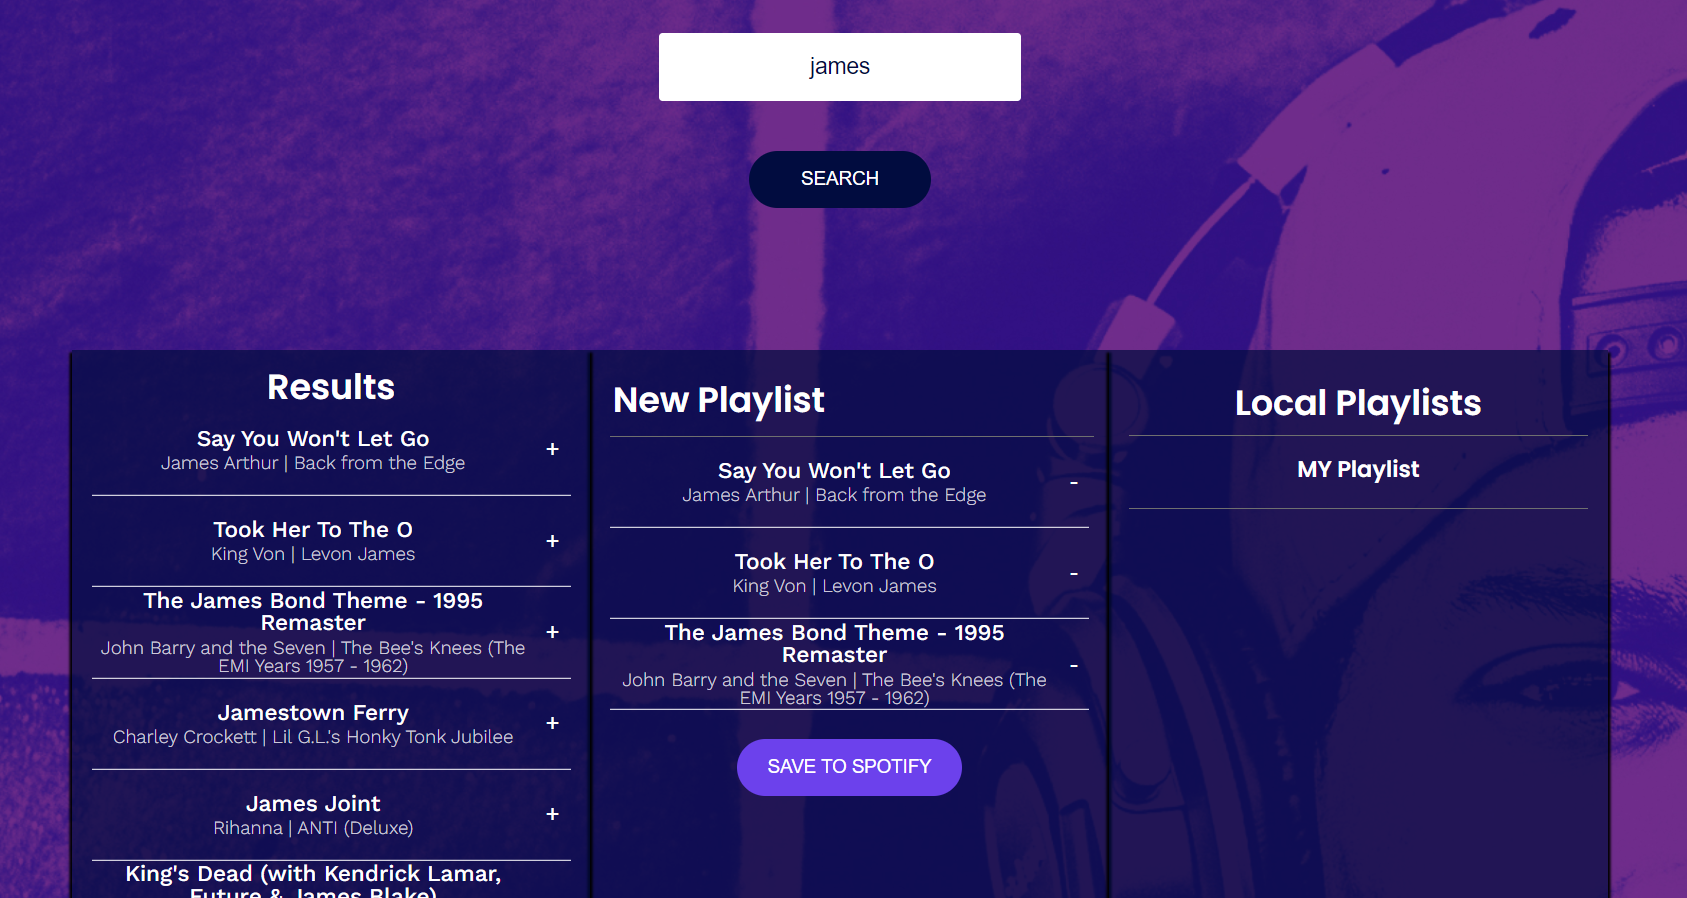 james
SEARCH
Results
Say You Won't Let Go
James Arthur | Back from the Edge
+
Took Her To The O
King Von | Levon James
+
The James Bond Theme - 1995
Remaster
John Barry and the Seven | The Bee's Knees (The
EMI Years 1957 - 1962)
+
Jamestown Ferry
Charley Crockett | Lil G.L.'s Honky Tonk Jubilee
+
James Joint
Rihanna | ANTI (Deluxe)
+
King's Dead (with Kendrick Lamar,
Future & James Blake)
New Playlist
Say You Won't Let Go
James Arthur | Back from the Edge
-
Took Her To The O
King Von | Levon James
-
The James Bond Theme - 1995
Remaster
John Barry and the Seven | The Bee's Knees (The
EMI Years 1957 - 1962)
-
SAVE TO SPOTIFY
Local Playlists
MY Playlist